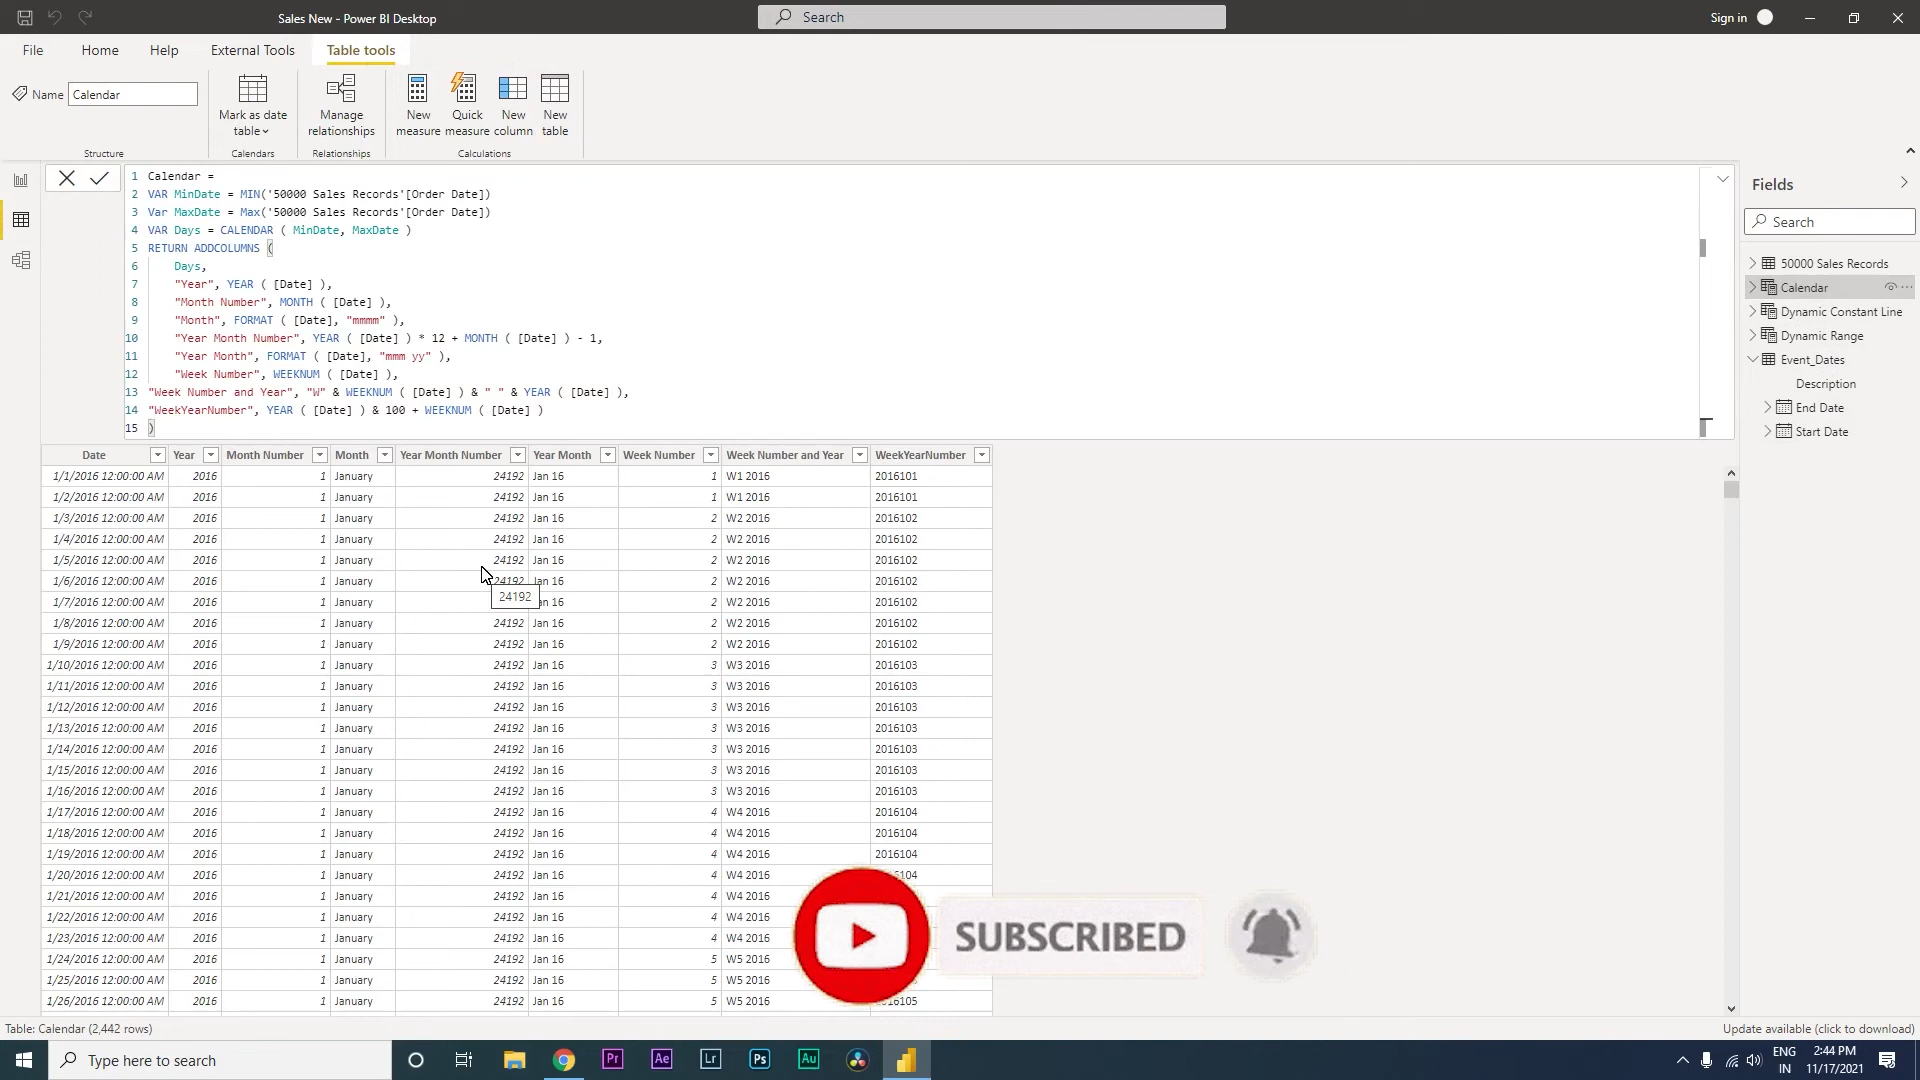 Sales New - Power BI Desktop
Search
Sign in
File
Home
Help
External Tools
Table tools
Name
Calendar
Mark as date table
Manage relationships
New measure
Quick measure
New column
New table
Structure
Calendars
Relationships
Calculations
1 Calendar =
2 VAR MinDate = MIN('50000 Sales Records'[Order Date])
3 Var MaxDate = Max('50000 Sales Records'[Order Date])
4 VAR Days = CALENDAR ( MinDate, MaxDate )
5 RETURN ADDCOLUMNS (
6 Days,
7 "Year", YEAR ( [Date] ),
8 "Month Number", MONTH ( [Date] ),
9 "Month", FORMAT ( [Date], "mmmm" ),
10 "Year Month Number", YEAR ( [Date] ) * 12 + MONTH ( [Date] ) - 1,
11 "Year Month", FORMAT ( [Date], "mmm yy" ),
12 "Week Number", WEEKNUM ( [Date] ),
13 "Week Number and Year", "W" & WEEKNUM ( [Date] ) & " " & YEAR ( [Date] ),
14 "WeekYearNumber", YEAR ( [Date] ) & 100 + WEEKNUM ( [Date] )
15 )
Date Year Month Number Month Year Month Number Year Month Week Number Week Number and Year WeekYearNumber
1/1/2016 12:00:00 AM 2016 1 January 24192 Jan 16 1 W1 2016 2016101
1/2/2016 12:00:00 AM 2016 1 January 24192 Jan 16 1 W1 2016 2016101
1/3/2016 12:00:00 AM 2016 1 January 24192 Jan 16 2 W2 2016 2016102
1/4/2016 12:00:00 AM 2016 1 January 24192 Jan 16 2 W2 2016 2016102
1/5/2016 12:00:00 AM 2016 1 January 24192 Jan 16 2 W2 2016 2016102
1/6/2016 12:00:00 AM 2016 1 January 24192 Jan 16 2 W2 2016 2016102
24192
1/7/2016 12:00:00 AM 2016 1 January an 16 2 W2 2016 2016102
1/8/2016 12:00:00 AM 2016 1 January 24192 Jan 16 2 W2 2016 2016102
1/9/2016 12:00:00 AM 2016 1 January 24192 Jan 16 2 W2 2016 2016102
1/10/2016 12:00:00 AM 2016 1 January 24192 Jan 16 3 W3 2016 2016103
1/11/2016 12:00:00 AM 2016 1 January 24192 Jan 16 3 W3 2016 2016103
1/12/2016 12:00:00 AM 2016 1 January 24192 Jan 16 3 W3 2016 2016103
1/13/2016 12:00:00 AM 2016 1 January 24192 Jan 16 3 W3 2016 2016103
1/14/2016 12:00:00 AM 2016 1 January 24192 Jan 16 3 W3 2016 2016103
1/15/2016 12:00:00 AM 2016 1 January 24192 Jan 16 3 W3 2016 2016103
1/16/2016 12:00:00 AM 2016 1 January 24192 Jan 16 3 W3 2016 2016103
1/17/2016 12:00:00 AM 2016 1 January 24192 Jan 16 4 W4 2016 2016104
1/18/2016 12:00:00 AM 2016 1 January 24192 Jan 16 4 W4 2016 2016104
1/19/2016 12:00:00 AM 2016 1 January 24192 Jan 16 4 W4 2016 2016104
1/20/2016 12:00:00 AM 2016 1 January 24192 Jan 16 4 W4 2016 6104
1/21/2016 12:00:00 AM 2016 1 January 24192 Jan 16 4 W4 2016
1/22/2016 12:00:00 AM 2016 1 January 24192 Jan 16 4 W4 2016
1/23/2016 12:00:00 AM 2016 1 January 24192 Jan 16 4 W4 2016
1/24/2016 12:00:00 AM 2016 1 January 24192 Jan 16 5 W5 2016
1/25/2016 12:00:00 AM 2016 1 January 24192 Jan 16 5 W5 2016
1/26/2016 12:00:00 AM 2016 1 January 24192 Jan 16 5 W5 2016 16105
SUBSCRIBED
Fields
Search
50000 Sales Records
Calendar
Dynamic Constant Line
Dynamic Range
Event_Dates
Description
End Date
Start Date
Table: Calendar (2,442 rows)
Update available (click to download)
Type here to search
Pr
Ae
Lr
Ps
Au
ENG
IN
2:44 PM
11/17/2021